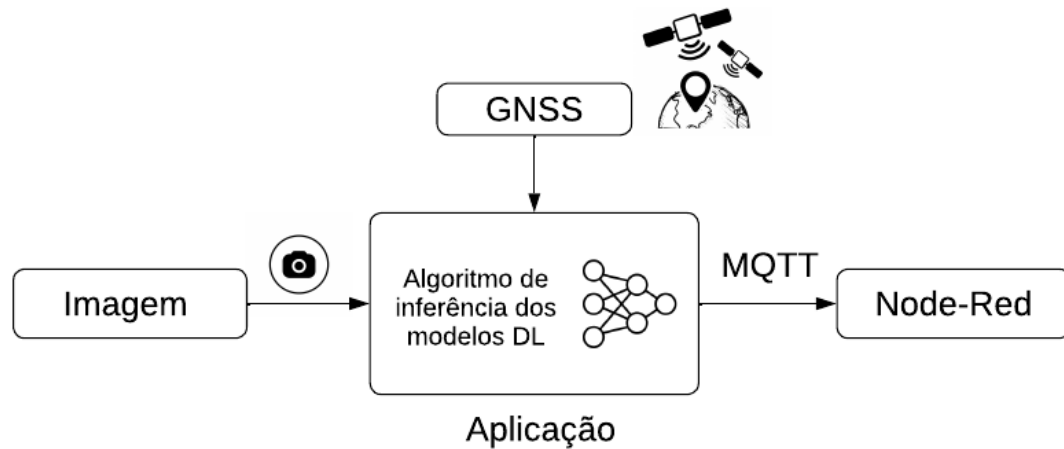 GNSS
Imagem
Algoritmo de
inferência dos
modelos DL
MQTT
Node-Red
Aplicação